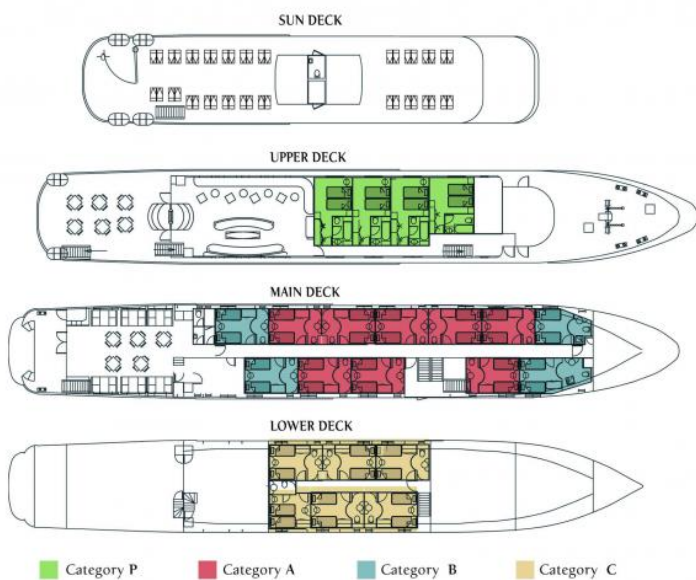 SUN DECK
UPPER DECK
MAIN DECK
LOWER DECK
Category P
Category A
Category B
Category C